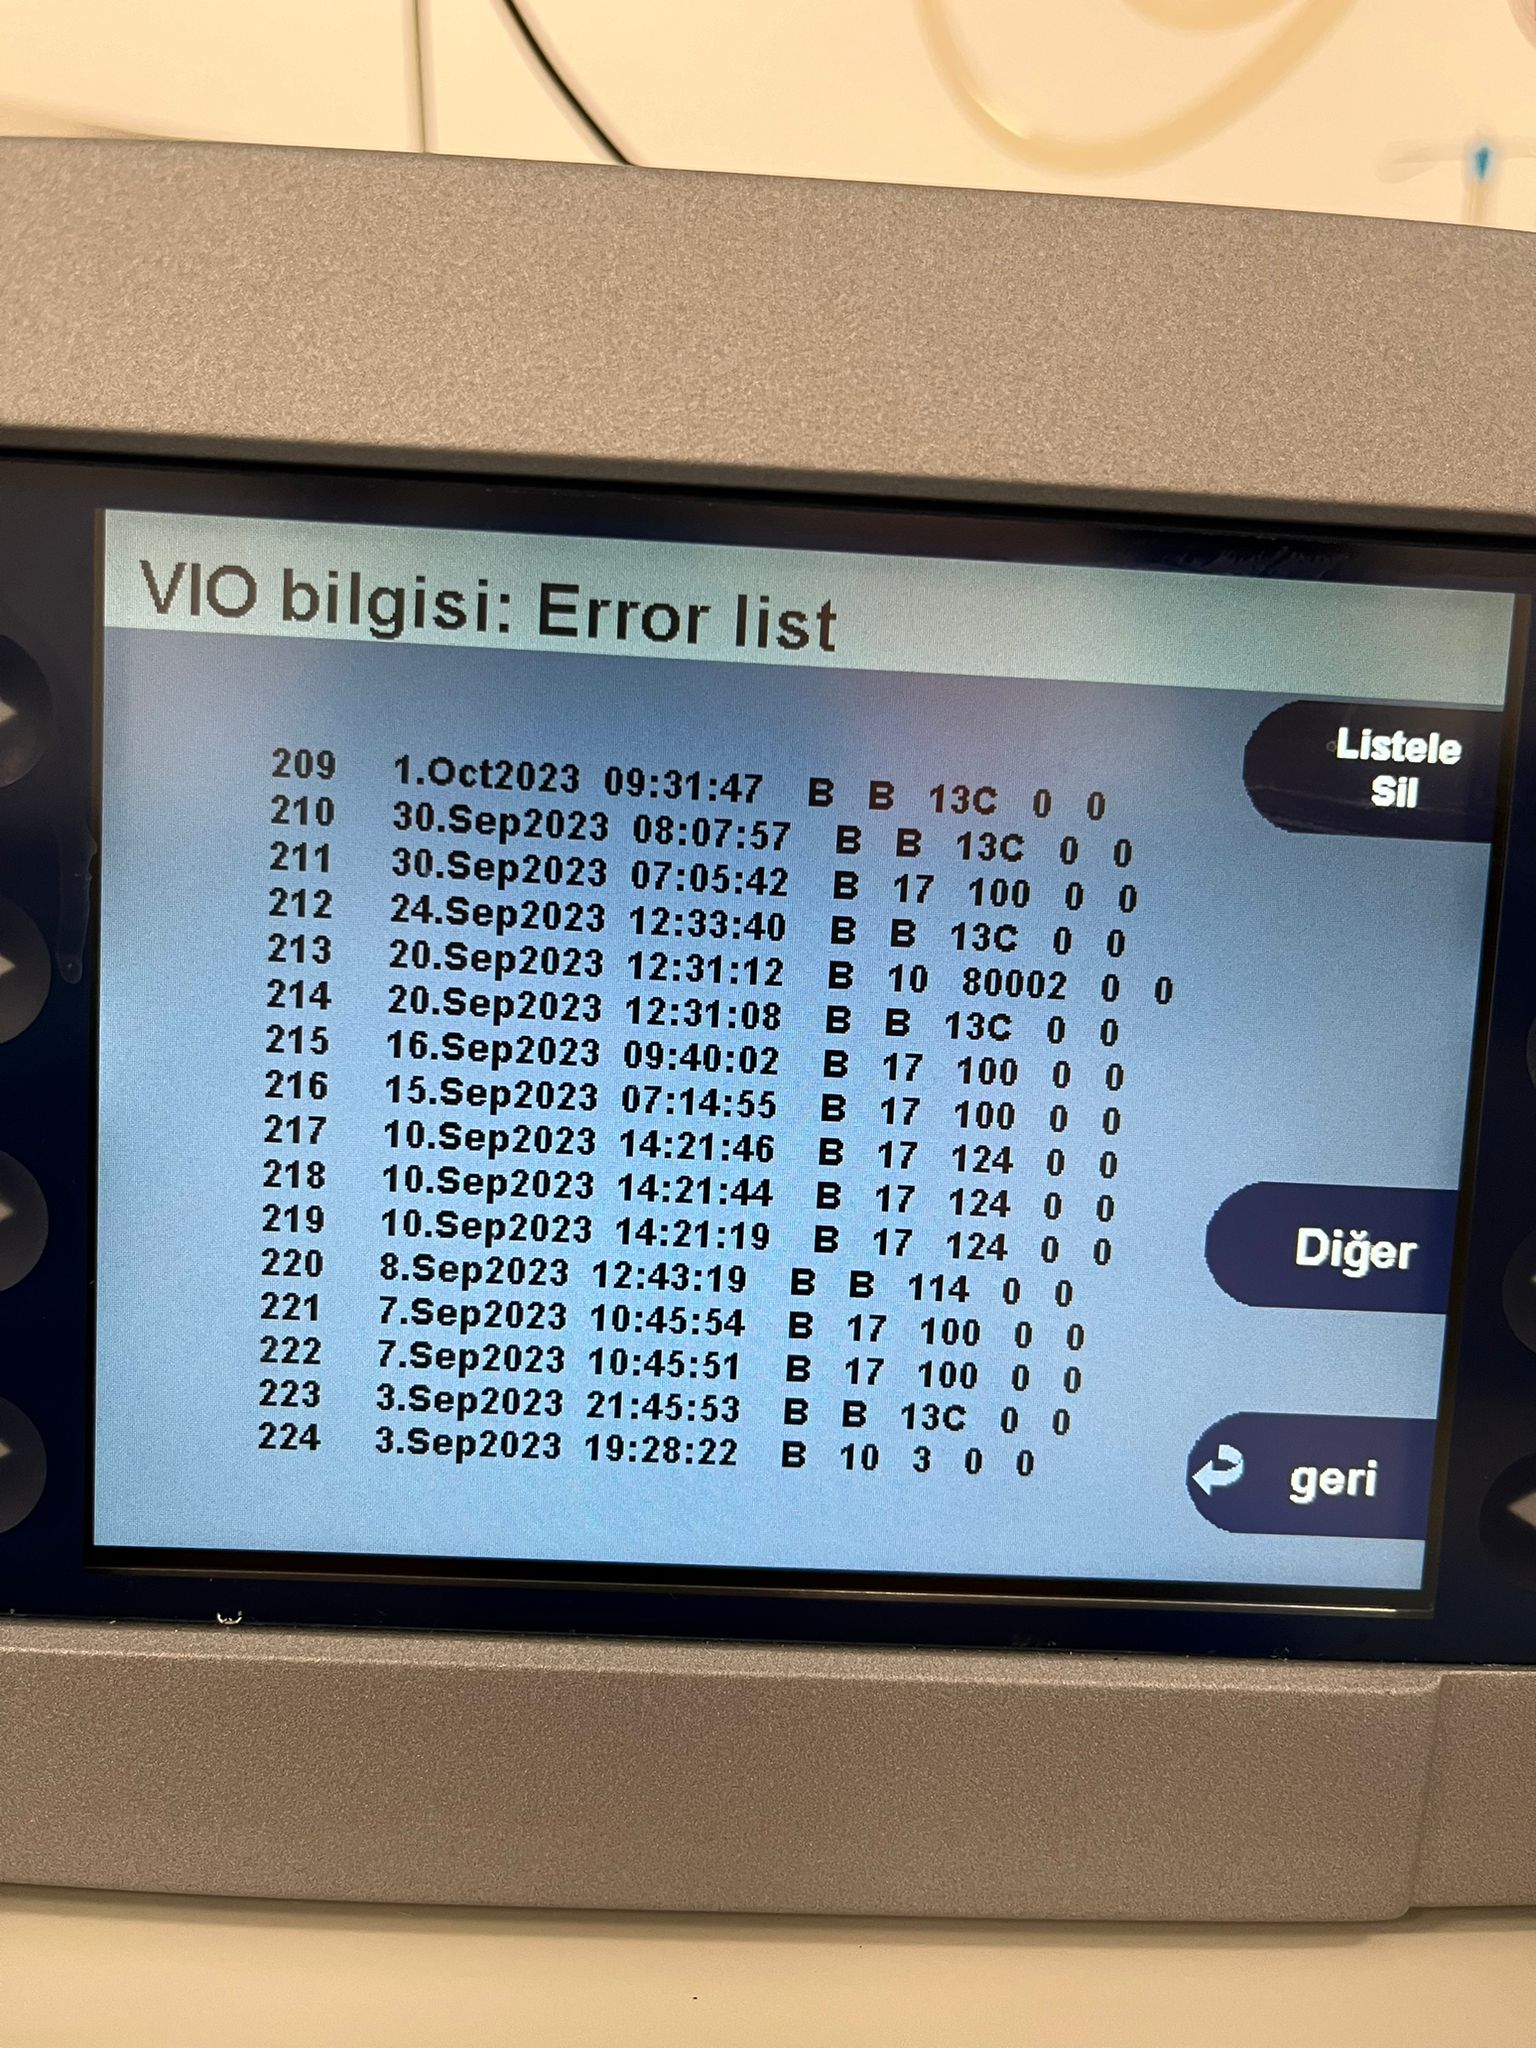 VIO bilgisi: Error list
209 1.Oct2023 09:31:47 B B 13C 0 0
210 30.Sep2023 08:07:57 B B 13C 0 0
211 30.Sep2023 07:05:42 B 17 100 0 0
212 24.Sep2023 12:33:40 B B 13C 0 0
213 20.Sep2023 12:31:12 B 10 80002 0 0
214 20.Sep2023 12:31:08 B B 13C 0 0
215 16.Sep2023 09:40:02 B 17 100 0 0
216 15.Sep2023 07:14:55 B 17 100 0 0
217 10.Sep2023 14:21:46 B 17 124 0 0
218 10.Sep2023 14:21:44 B 17 124 0 0
219 10.Sep2023 14:21:19 B 17 124 0 0
220 8.Sep2023 12:43:19 B B 114 0 0
221 7.Sep2023 10:45:54 B 17 100 0 0
222 7.Sep2023 10:45:51 B 17 100 0 0
223 3.Sep2023 21:45:53 B B 13C 0 0
224 3.Sep2023 19:28:22 B 10 3 0 0
Listele
Sil
Diğer
geri